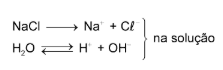 NaCl ⟶ Na⁺ + Cℓ⁻
H₂O ⇌ H⁺ + OH⁻
na solução